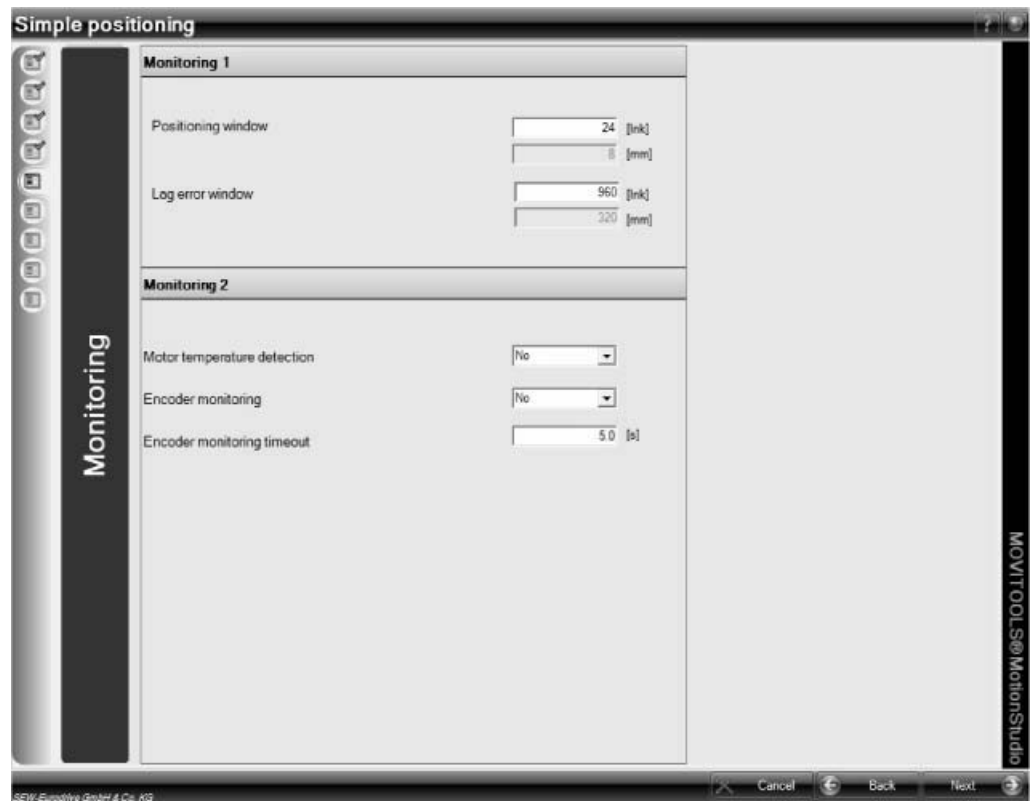 Simple positioning
?
Monitoring
Monitoring 1
Positioning window
24 [Ink]
8 [mm]
Lag error window
960 [Ink]
320 [mm]
Monitoring 2
Motor temperature detection
No
Encoder monitoring
No
Encoder monitoring timeout
5.0 [s]
MOVITOOLS®MotionStudio
Cancel
Back
Next
SEW-Eurodrive GmbH & Co. KG